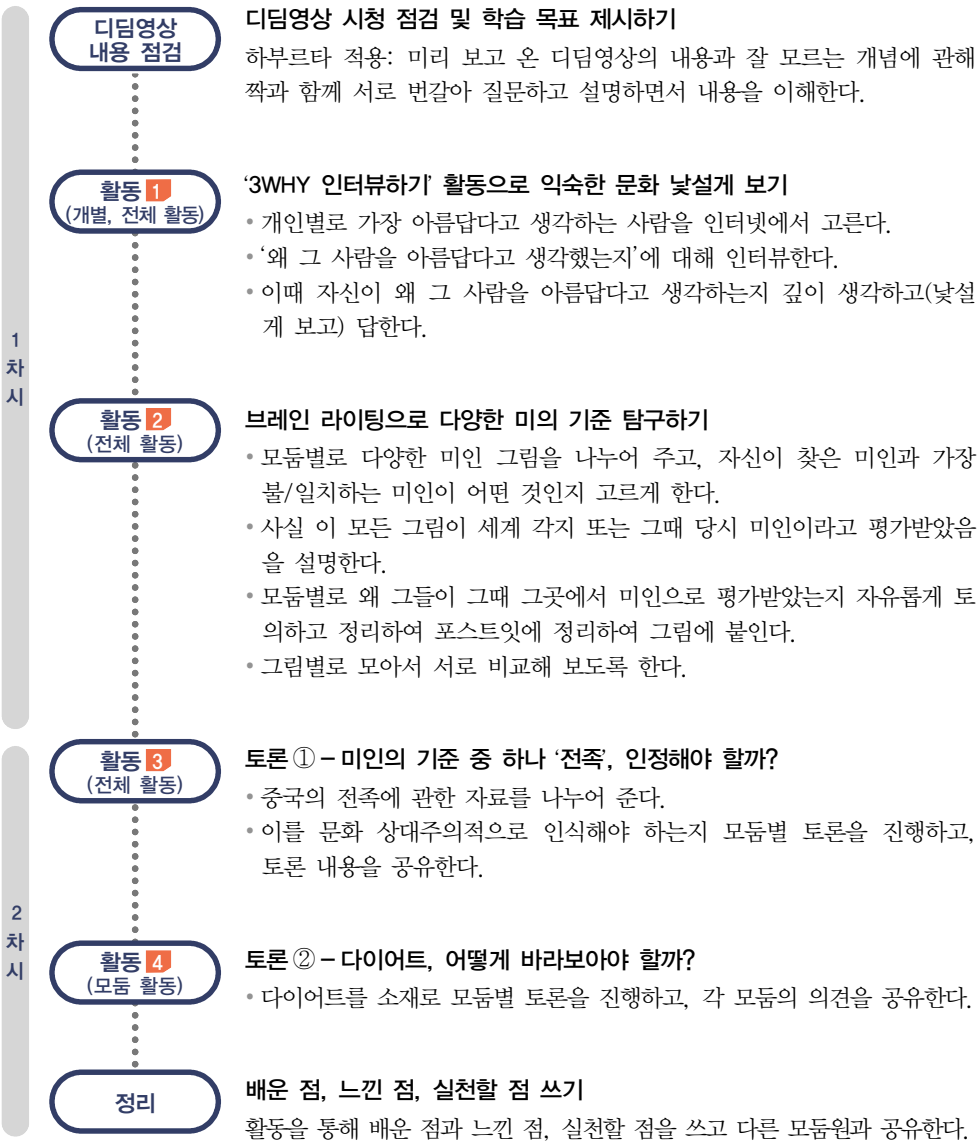 1
차
시
디딤영상
내용 점검
디딤영상 시청 점검 및 학습 목표 제시하기
하부르타 적용: 미리 보고 온 디딤영상의 내용과 잘 모르는 개념에 관해
짝과 함께 서로 번갈아 질문하고 설명하면서 내용을 이해한다.
활동 1
(개별, 전체 활동)
‘3WHY 인터뷰하기’ 활동으로 익숙한 문화 낯설게 보기
• 개인별로 가장 아름답다고 생각하는 사람을 인터넷에서 고른다.
• ‘왜 그 사람을 아름답다고 생각했는지’에 대해 인터뷰한다.
• 이때 자신이 왜 그 사람을 아름답다고 생각하는지 깊이 생각하고(낯설
게 보고) 답한다.
활동 2
(전체 활동)
브레인 라이팅으로 다양한 미의 기준 탐구하기
• 모둠별로 다양한 미인 그림을 나누어 주고, 자신이 찾은 미인과 가장
불/일치하는 미인이 어떤 것인지 고르게 한다.
• 사실 이 모든 그림이 세계 각지 또는 그때 당시 미인이라고 평가받았음
을 설명한다.
• 모둠별로 왜 그들이 그때 그곳에서 미인으로 평가받았는지 자유롭게 토
의하고 정리하여 포스트잇에 정리하여 그림에 붙인다.
• 그림별로 모아서 서로 비교해 보도록 한다.
2
차
시
활동 3
(전체 활동)
토론 ① – 미인의 기준 중 하나 ‘전족’, 인정해야 할까?
• 중국의 전족에 관한 자료를 나누어 준다.
• 이를 문화 상대주의적으로 인식해야 하는지 모둠별 토론을 진행하고,
토론 내용을 공유한다.
활동 4
(모둠 활동)
토론 ② – 다이어트, 어떻게 바라보아야 할까?
• 다이어트를 소재로 모둠별 토론을 진행하고, 각 모둠의 의견을 공유한다.
정리
배운 점, 느낀 점, 실천할 점 쓰기
활동을 통해 배운 점과 느낀 점, 실천할 점을 쓰고 다른 모둠원과 공유한다.